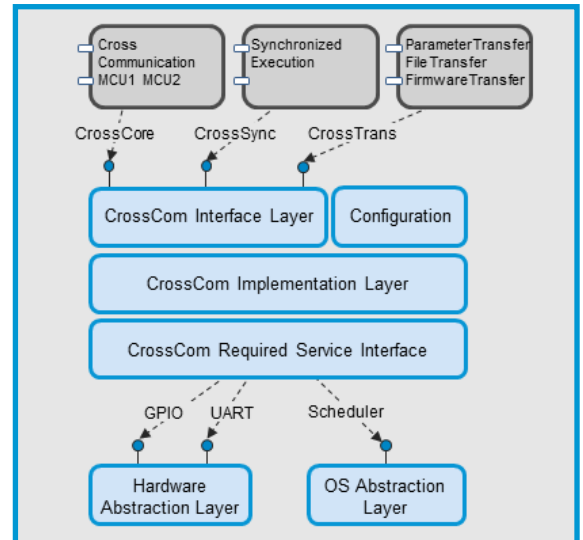 Cross
Communication
MCU1 MCU2
Synchronized
Execution
ParameterTransfer
FileTransfer
FirmwareTransfer
CrossCore
CrossSync
CrossTrans
CrossCom Interface Layer
Configuration
CrossCom Implementation Layer
CrossCom Required Service Interface
GPIO
UART
Scheduler
Hardware
Abstraction Layer
OS Abstraction
Layer